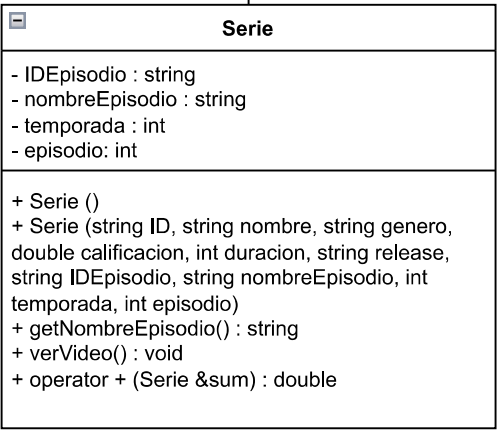 Serie
- IDEpisodio : string
- nombreEpisodio : string
- temporada : int
- episodio: int
+ Serie ()
+ Serie (string ID, string nombre, string genero,
double calificacion, int duracion, string release,
string IDEpisodio, string nombreEpisodio, int
temporada, int episodio)
+ getNombreEpisodio() : string
+ verVideo() : void
+ operator + (Serie &sum) : double